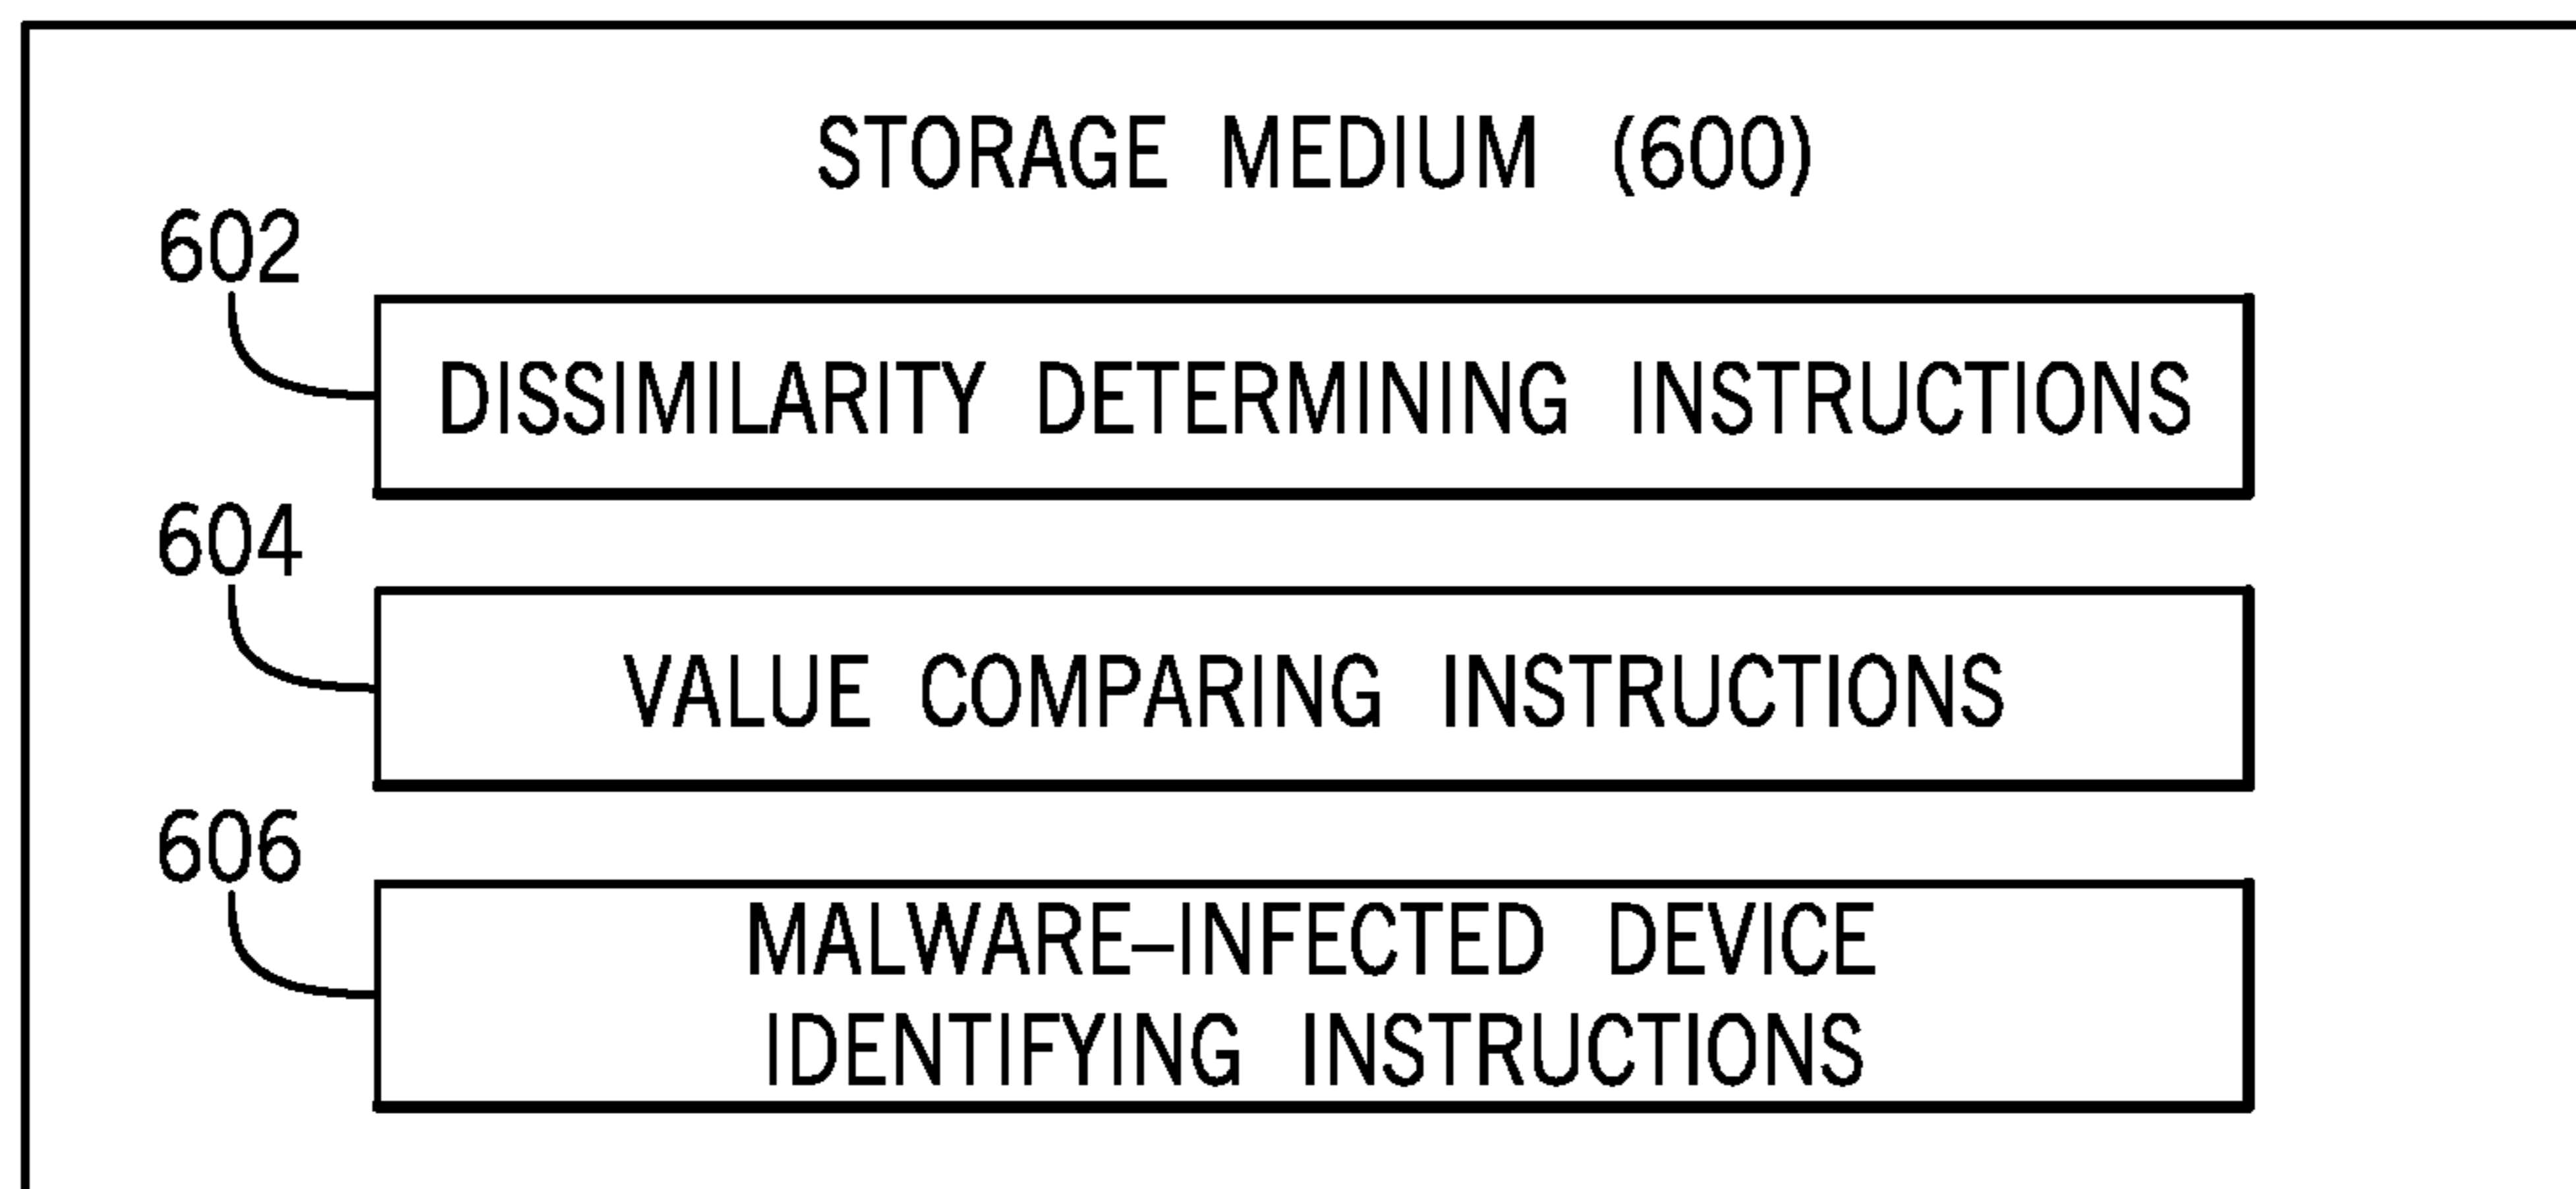 STORAGE MEDIUM (600)
602
DISSIMILARITY DETERMINING INSTRUCTIONS
604
VALUE COMPARING INSTRUCTIONS
606
MALWARE–INFECTED DEVICE
IDENTIFYING INSTRUCTIONS